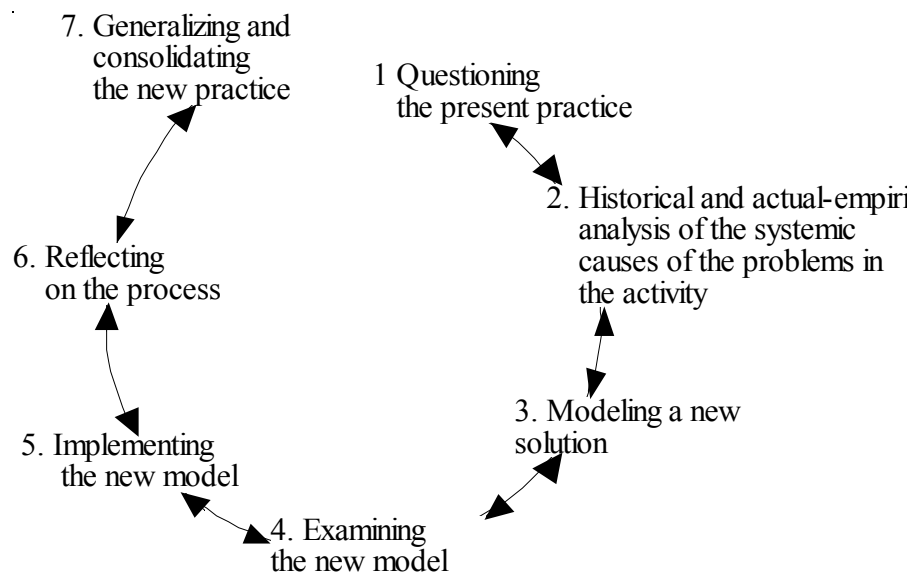 7. Generalizing and
consolidating
the new practice
1 Questioning
the present practice
2. Historical and actual-empiri
analysis of the systemic
causes of the problems in
the activity
3. Modeling a new
solution
4. Examining
the new model
5. Implementing
the new model
6. Reflecting
on the process